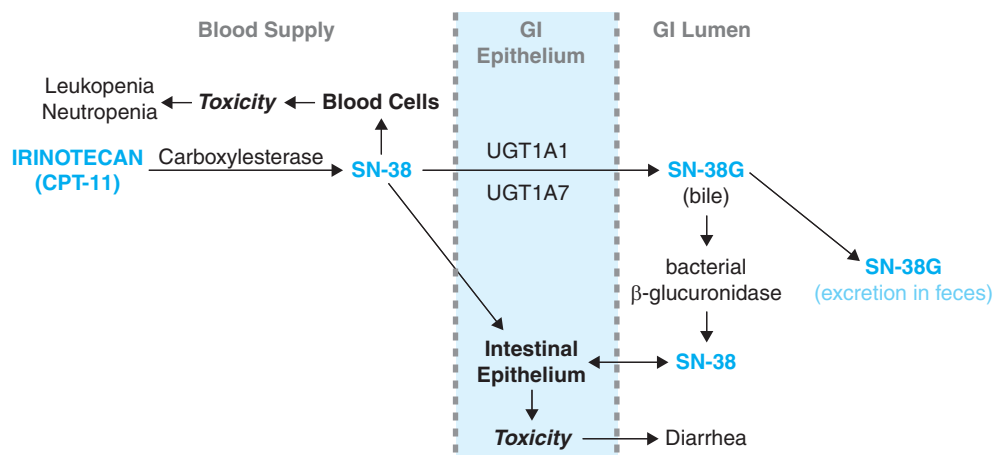 Blood Supply
GI
Epithelium
GI Lumen
Leukopenia
Neutropenia
Toxicity
Blood Cells
IRINOTECAN
(CPT-11)
Carboxylesterase
SN-38
UGT1A1
UGT1A7
SN-38G
(bile)
bacterial
β-glucuronidase
SN-38G
(excretion in feces)
Intestinal
Epithelium
SN-38
Toxicity
Diarrhea